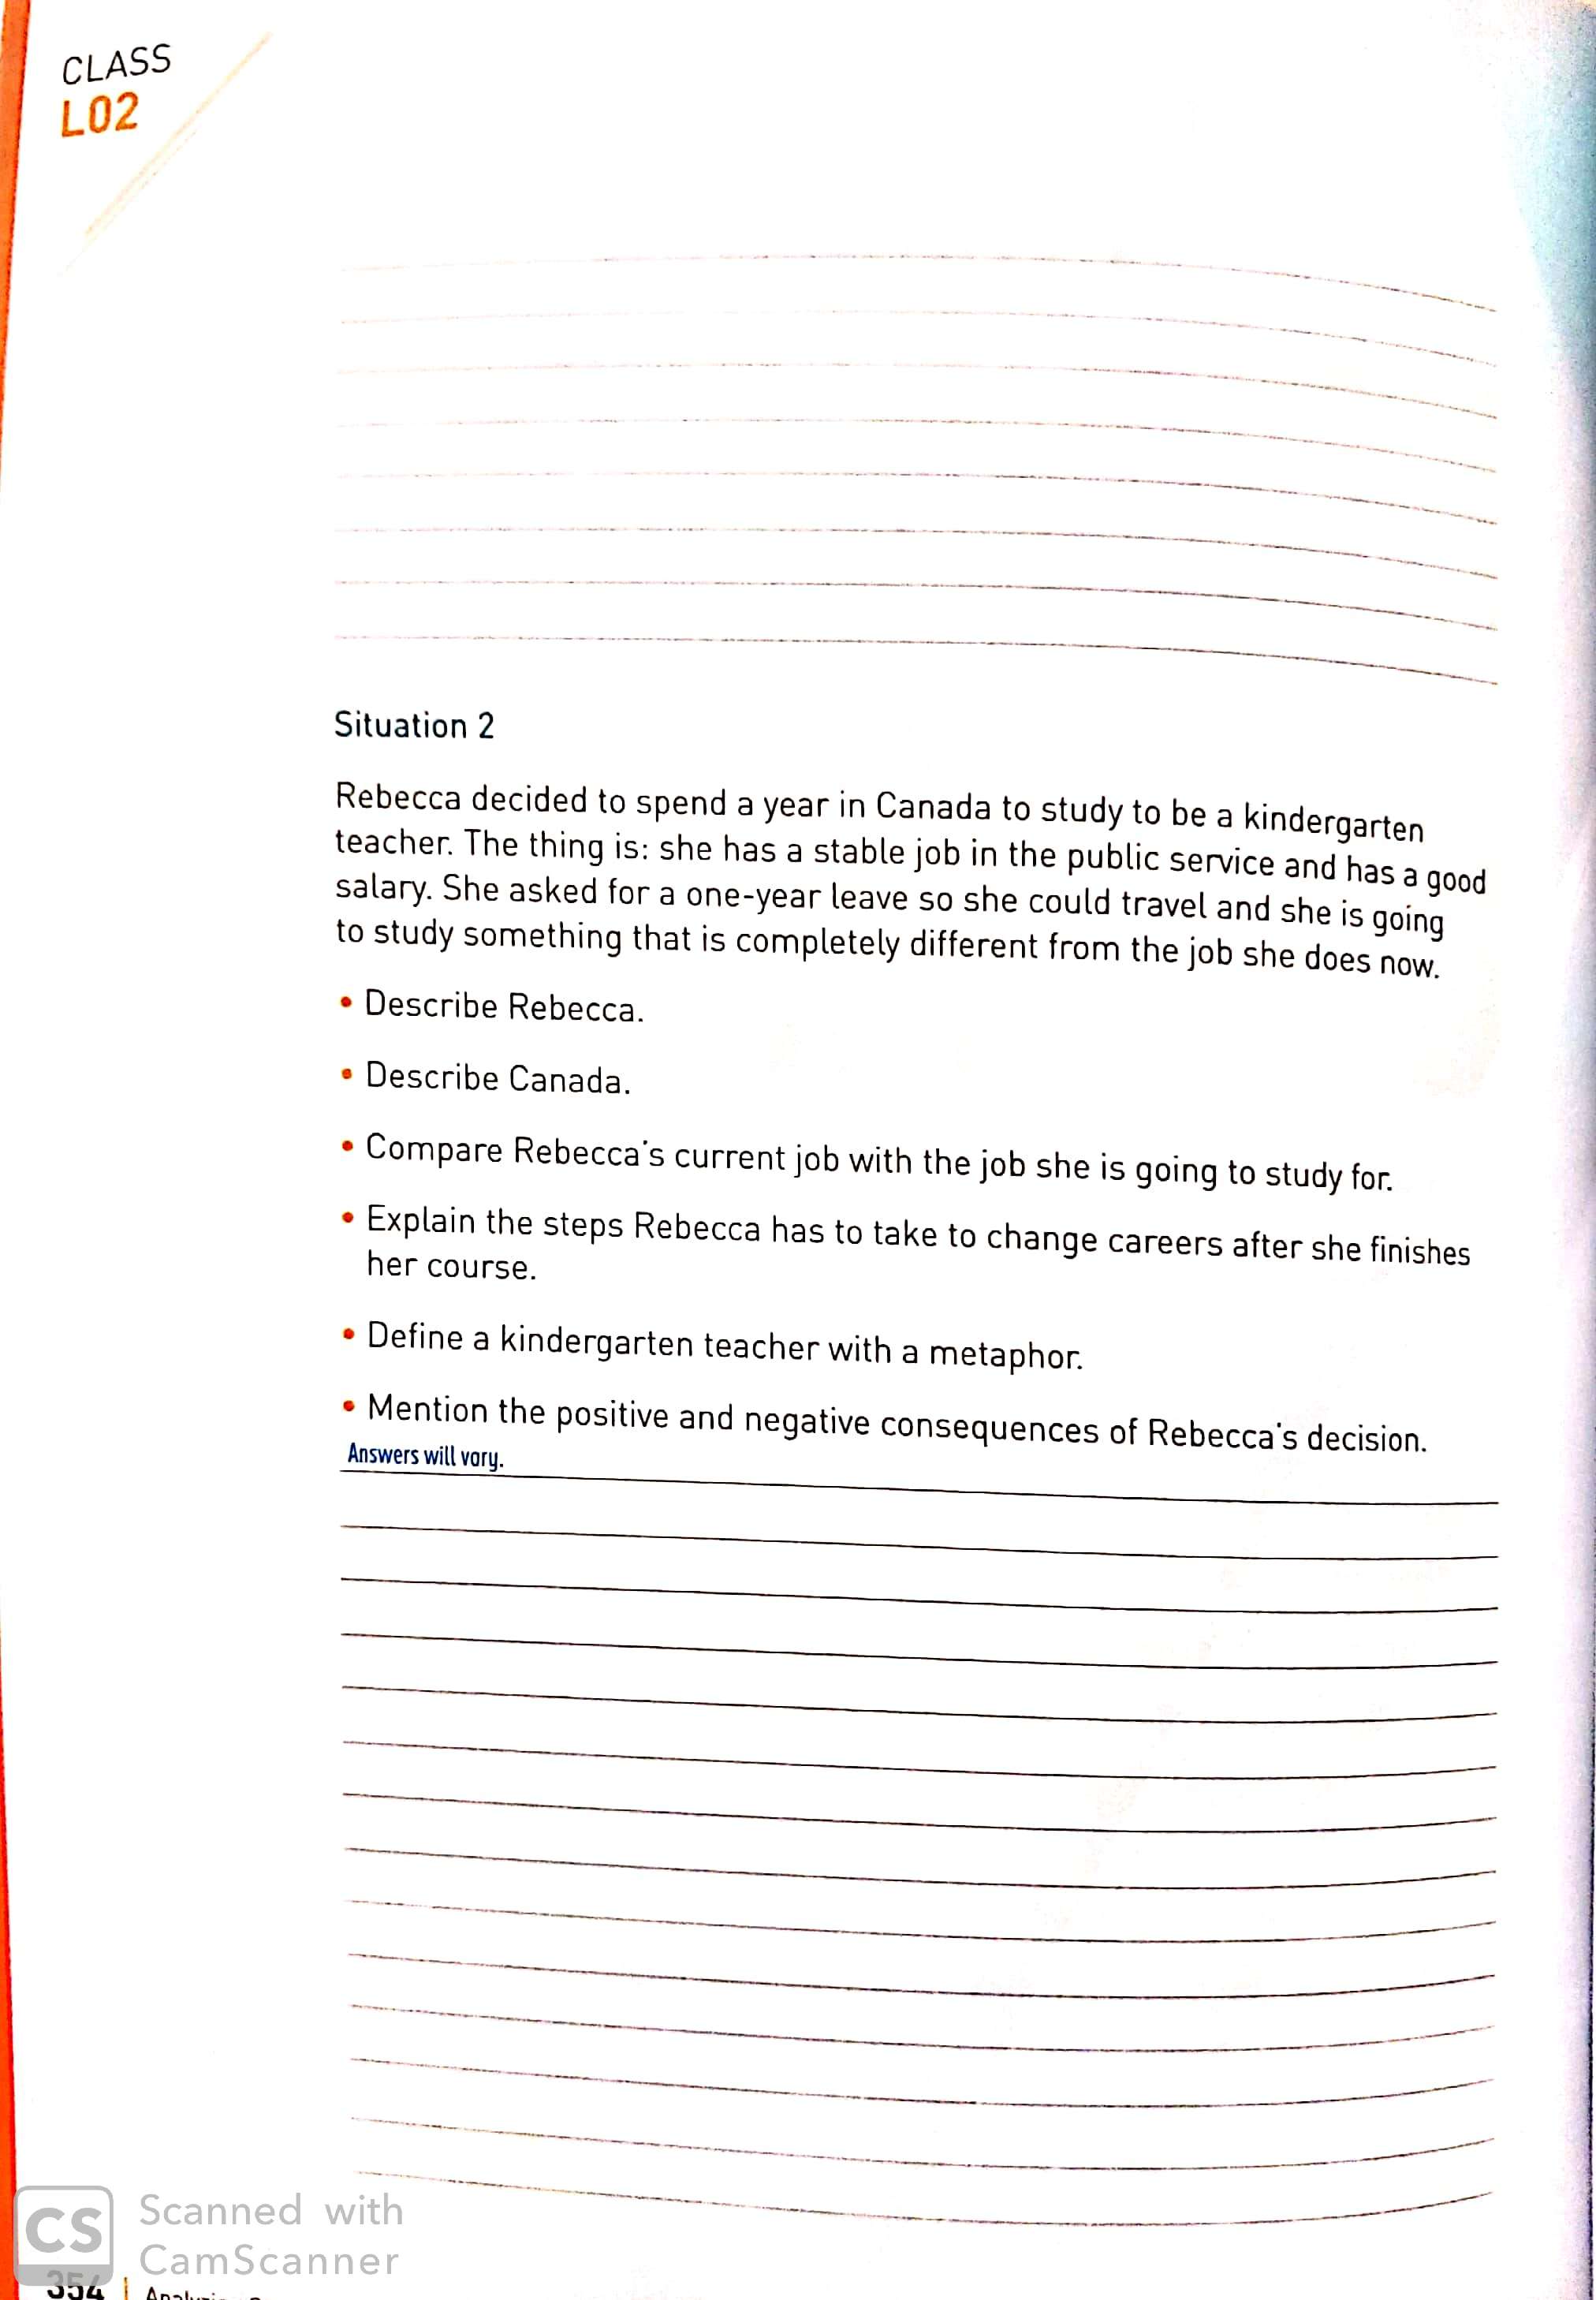 CLASS
L02
Situation 2
Rebecca decided to spend a year in Canada to study to be a kindergarten
teacher. The thing is: she has a stable job in the public service and has a good
salary. She asked for a one-year leave so she could travel and she is going
to study something that is completely different from the job she does now.
• Describe Rebecca.
• Describe Canada.
• Compare Rebecca's current job with the job she is going to study for.
• Explain the steps Rebecca has to take to change careers after she finishes
her course.
• Define a kindergarten teacher with a metaphor.
• Mention the positive and negative consequences of Rebecca's decision.
Answers will vary.
CS Scanned with
CamScanner
354